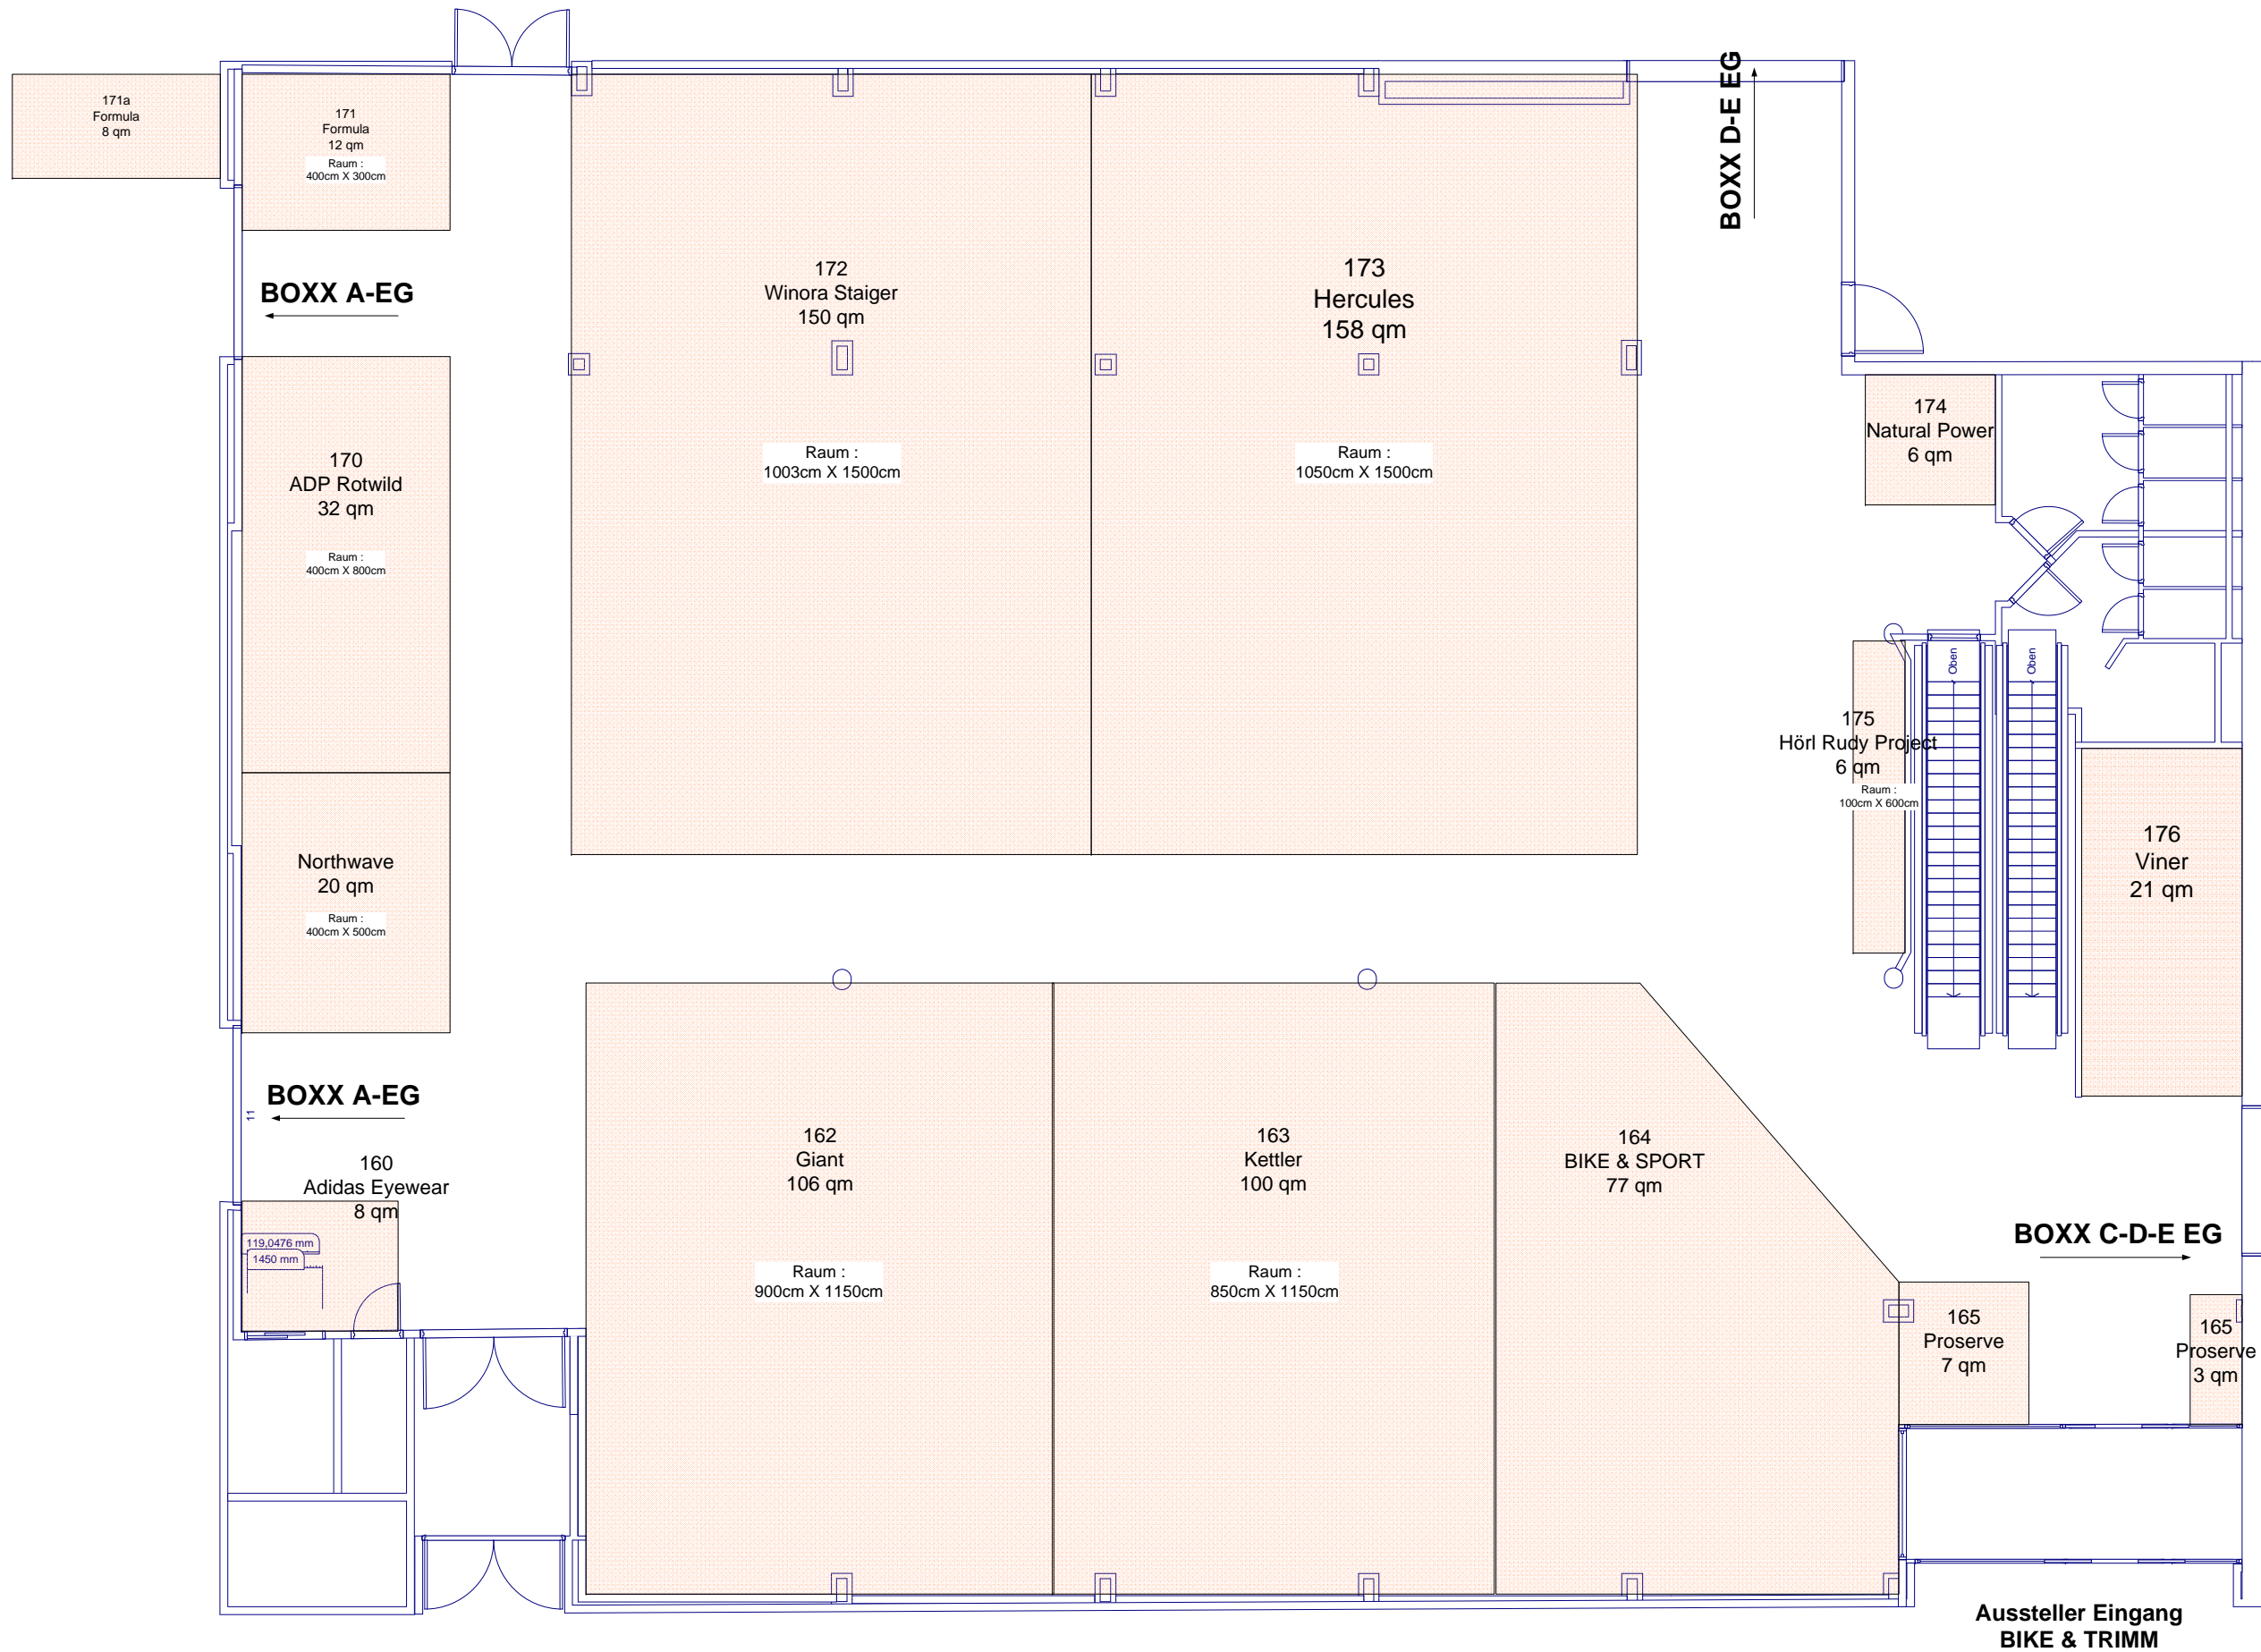 BOXX D-E EG
171a
Formula
8 qm
171
Formula
12 qm
Raum :
400cm X 300cm
BOXX A-EG
172
Winora Staiger
150 qm
Raum :
1003cm X 1500cm
173
Hercules
158 qm
Raum :
1050cm X 1500cm
174
Natural Power
6 qm
170
ADP Rotwild
32 qm
Raum :
400cm X 800cm
Oben
Oben
175
Hörl Rudy Project
6 qm
Raum :
100cm X 600cm
176
Viner
21 qm
Northwave
20 qm
Raum :
400cm X 500cm
BOXX A-EG
11
160
Adidas Eyewear
8 qm
119,0476 mm
1450 mm
162
Giant
106 qm
Raum :
900cm X 1150cm
163
Kettler
100 qm
Raum :
850cm X 1150cm
164
BIKE & SPORT
77 qm
BOXX C-D-E EG
165
Proserve
7 qm
165
Proserve
3 qm
Aussteller Eingang
BIKE & TRIMM